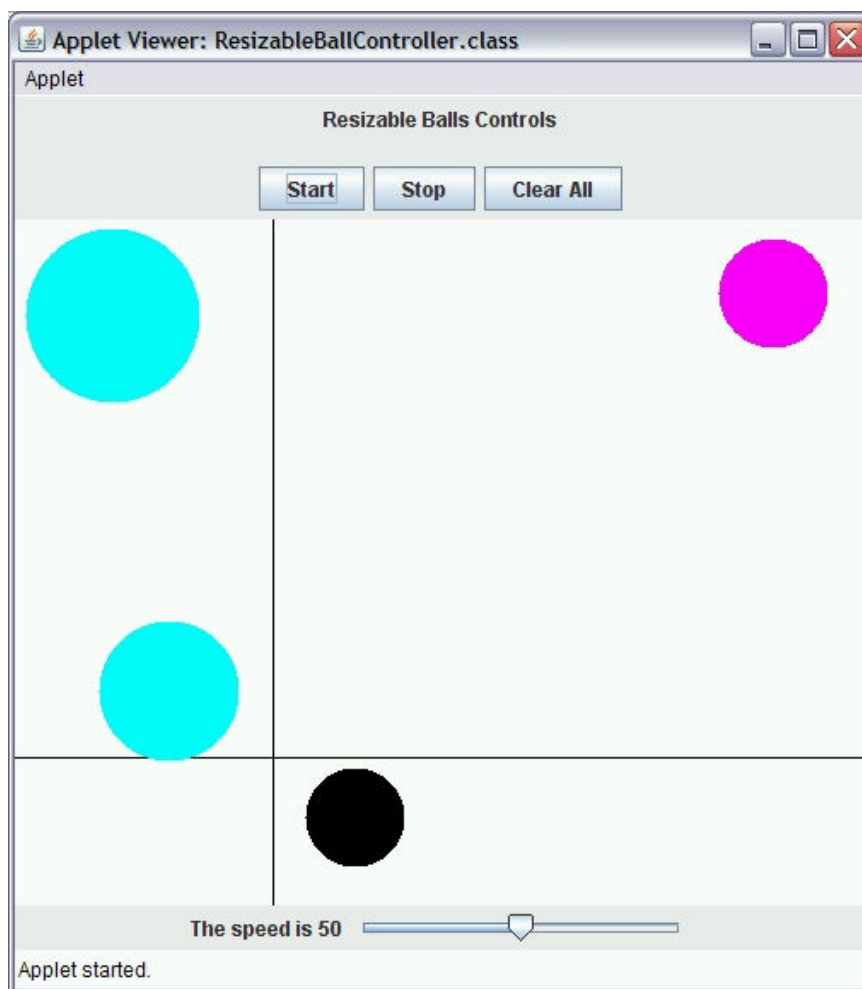 Applet Viewer: ResizableBallController.class
Applet
Resizable Balls Controls
Start Stop Clear All
The speed is 50
Applet started.